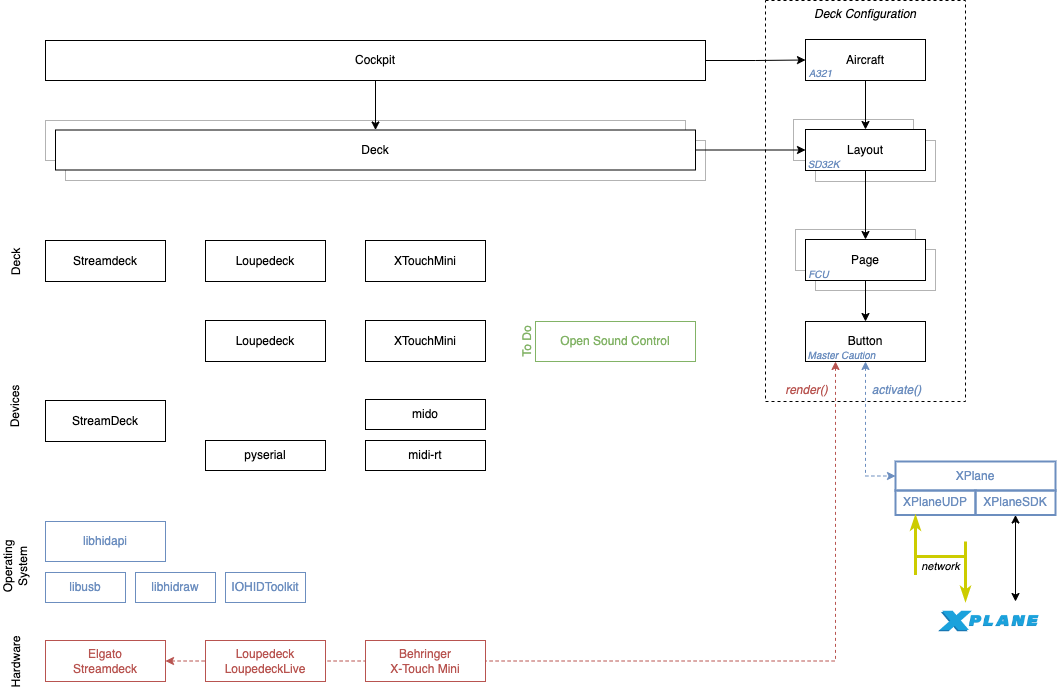 Deck Configuration
Cockpit
Aircraft
A321
Deck
Layout
SD32K
Deck
Streamdeck
Loupedeck
XTouchMini
Page
FCU
Loupedeck
XTouchMini
To Do
Open Sound Control
Button
Master Caution
render()
activate()
Devices
StreamDeck
mido
pyserial
midi-rt
XPlane
XPlaneUDP
XPlaneSDK
Operating
System
libhidapi
libusb
libhidraw
IOHIDToolkit
network
XPLANE
Hardware
Elgato
Streamdeck
Loupedeck
LoupedeckLive
Behringer
X-Touch Mini